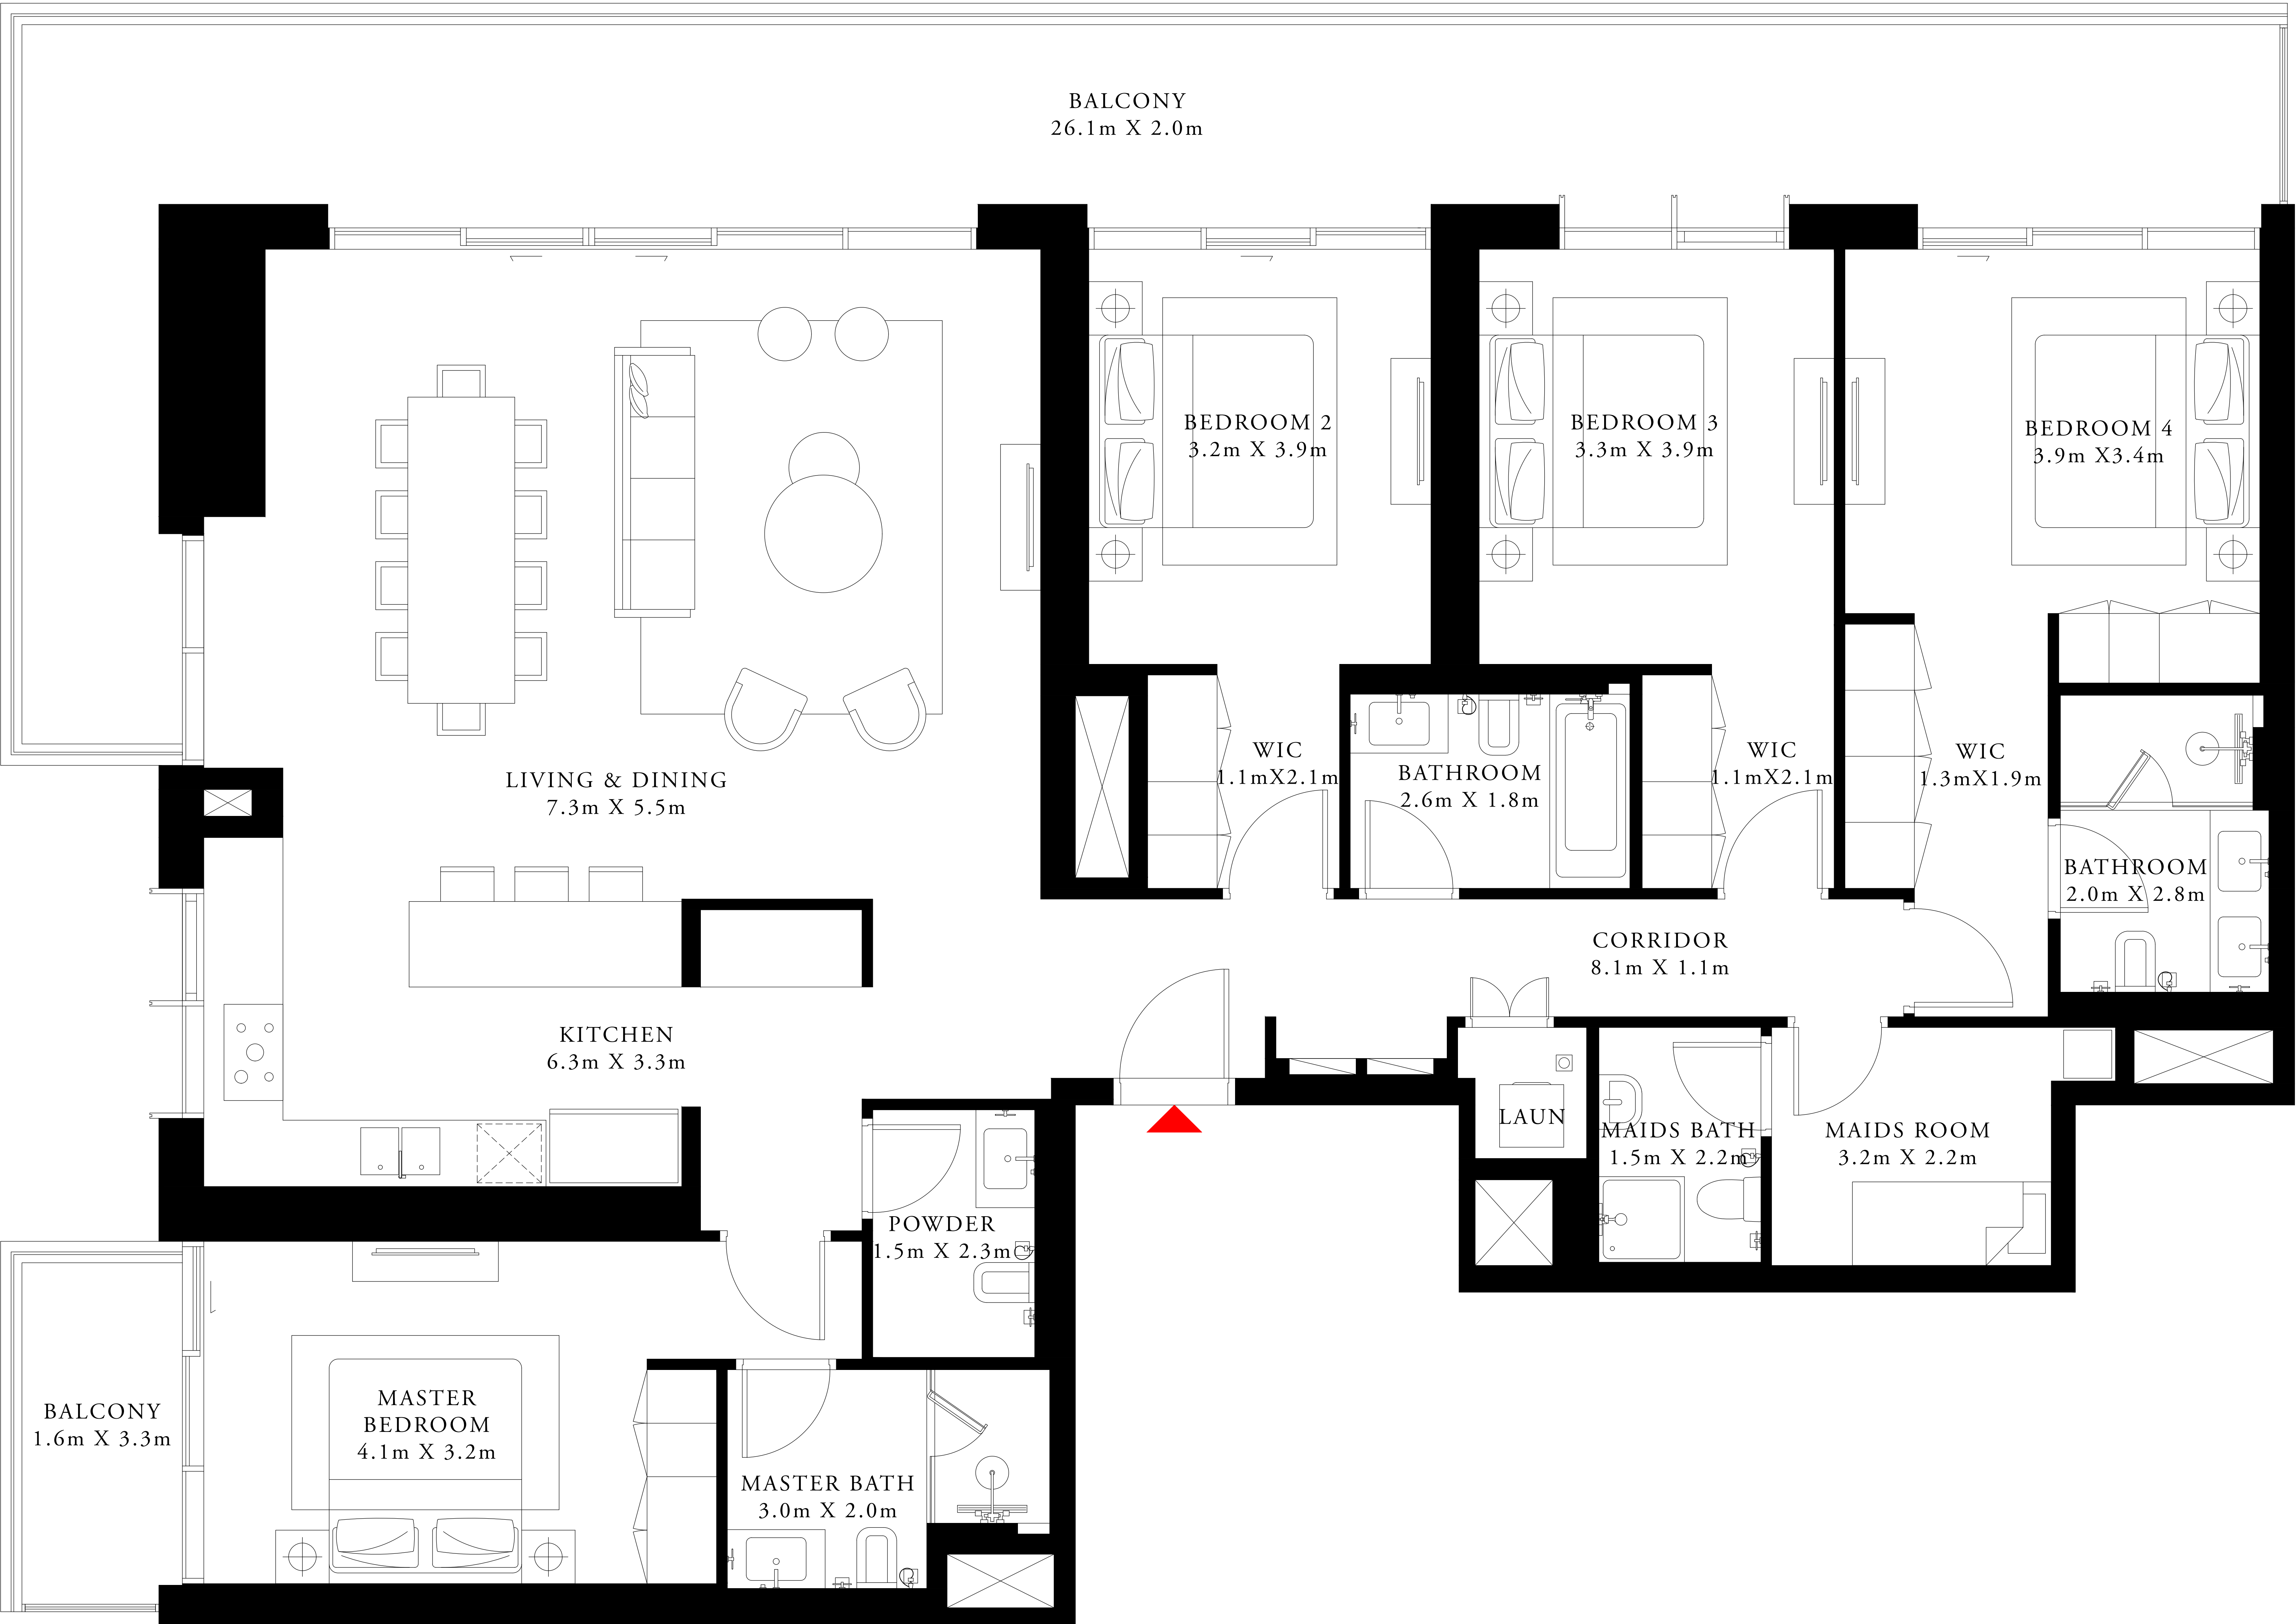 BALCONY
26.1m X 2.0m
BEDROOM 2
3.2m X 3.9m
BEDROOM 3
3.3m X 3.9m
BEDROOM 4
3.9m X3.4m
LIVING & DINING
7.3m X 5.5m
WIC
1.1mX2.1m
BATHROOM
2.6m X 1.8m
WIC
1.1mX2.1m
WIC
1.3mX1.9m
BATHROOM
2.0m X 2.8m
CORRIDOR
8.1m X 1.1m
KITCHEN
6.3m X 3.3m
LAUN
MAIDS BATH
1.5m X 2.2m
MAIDS ROOM
3.2m X 2.2m
POWDER
1.5m X 2.3m
BALCONY
1.6m X 3.3m
MASTER
BEDROOM
4.1m X 3.2m
MASTER BATH
3.0m X 2.0m